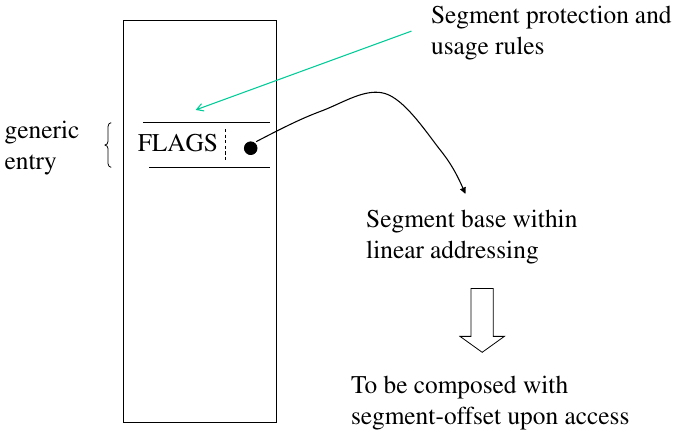 Segment protection and
usage rules
generic
entry
FLAGS
Segment base within
linear addressing
To be composed with
segment-offset upon access